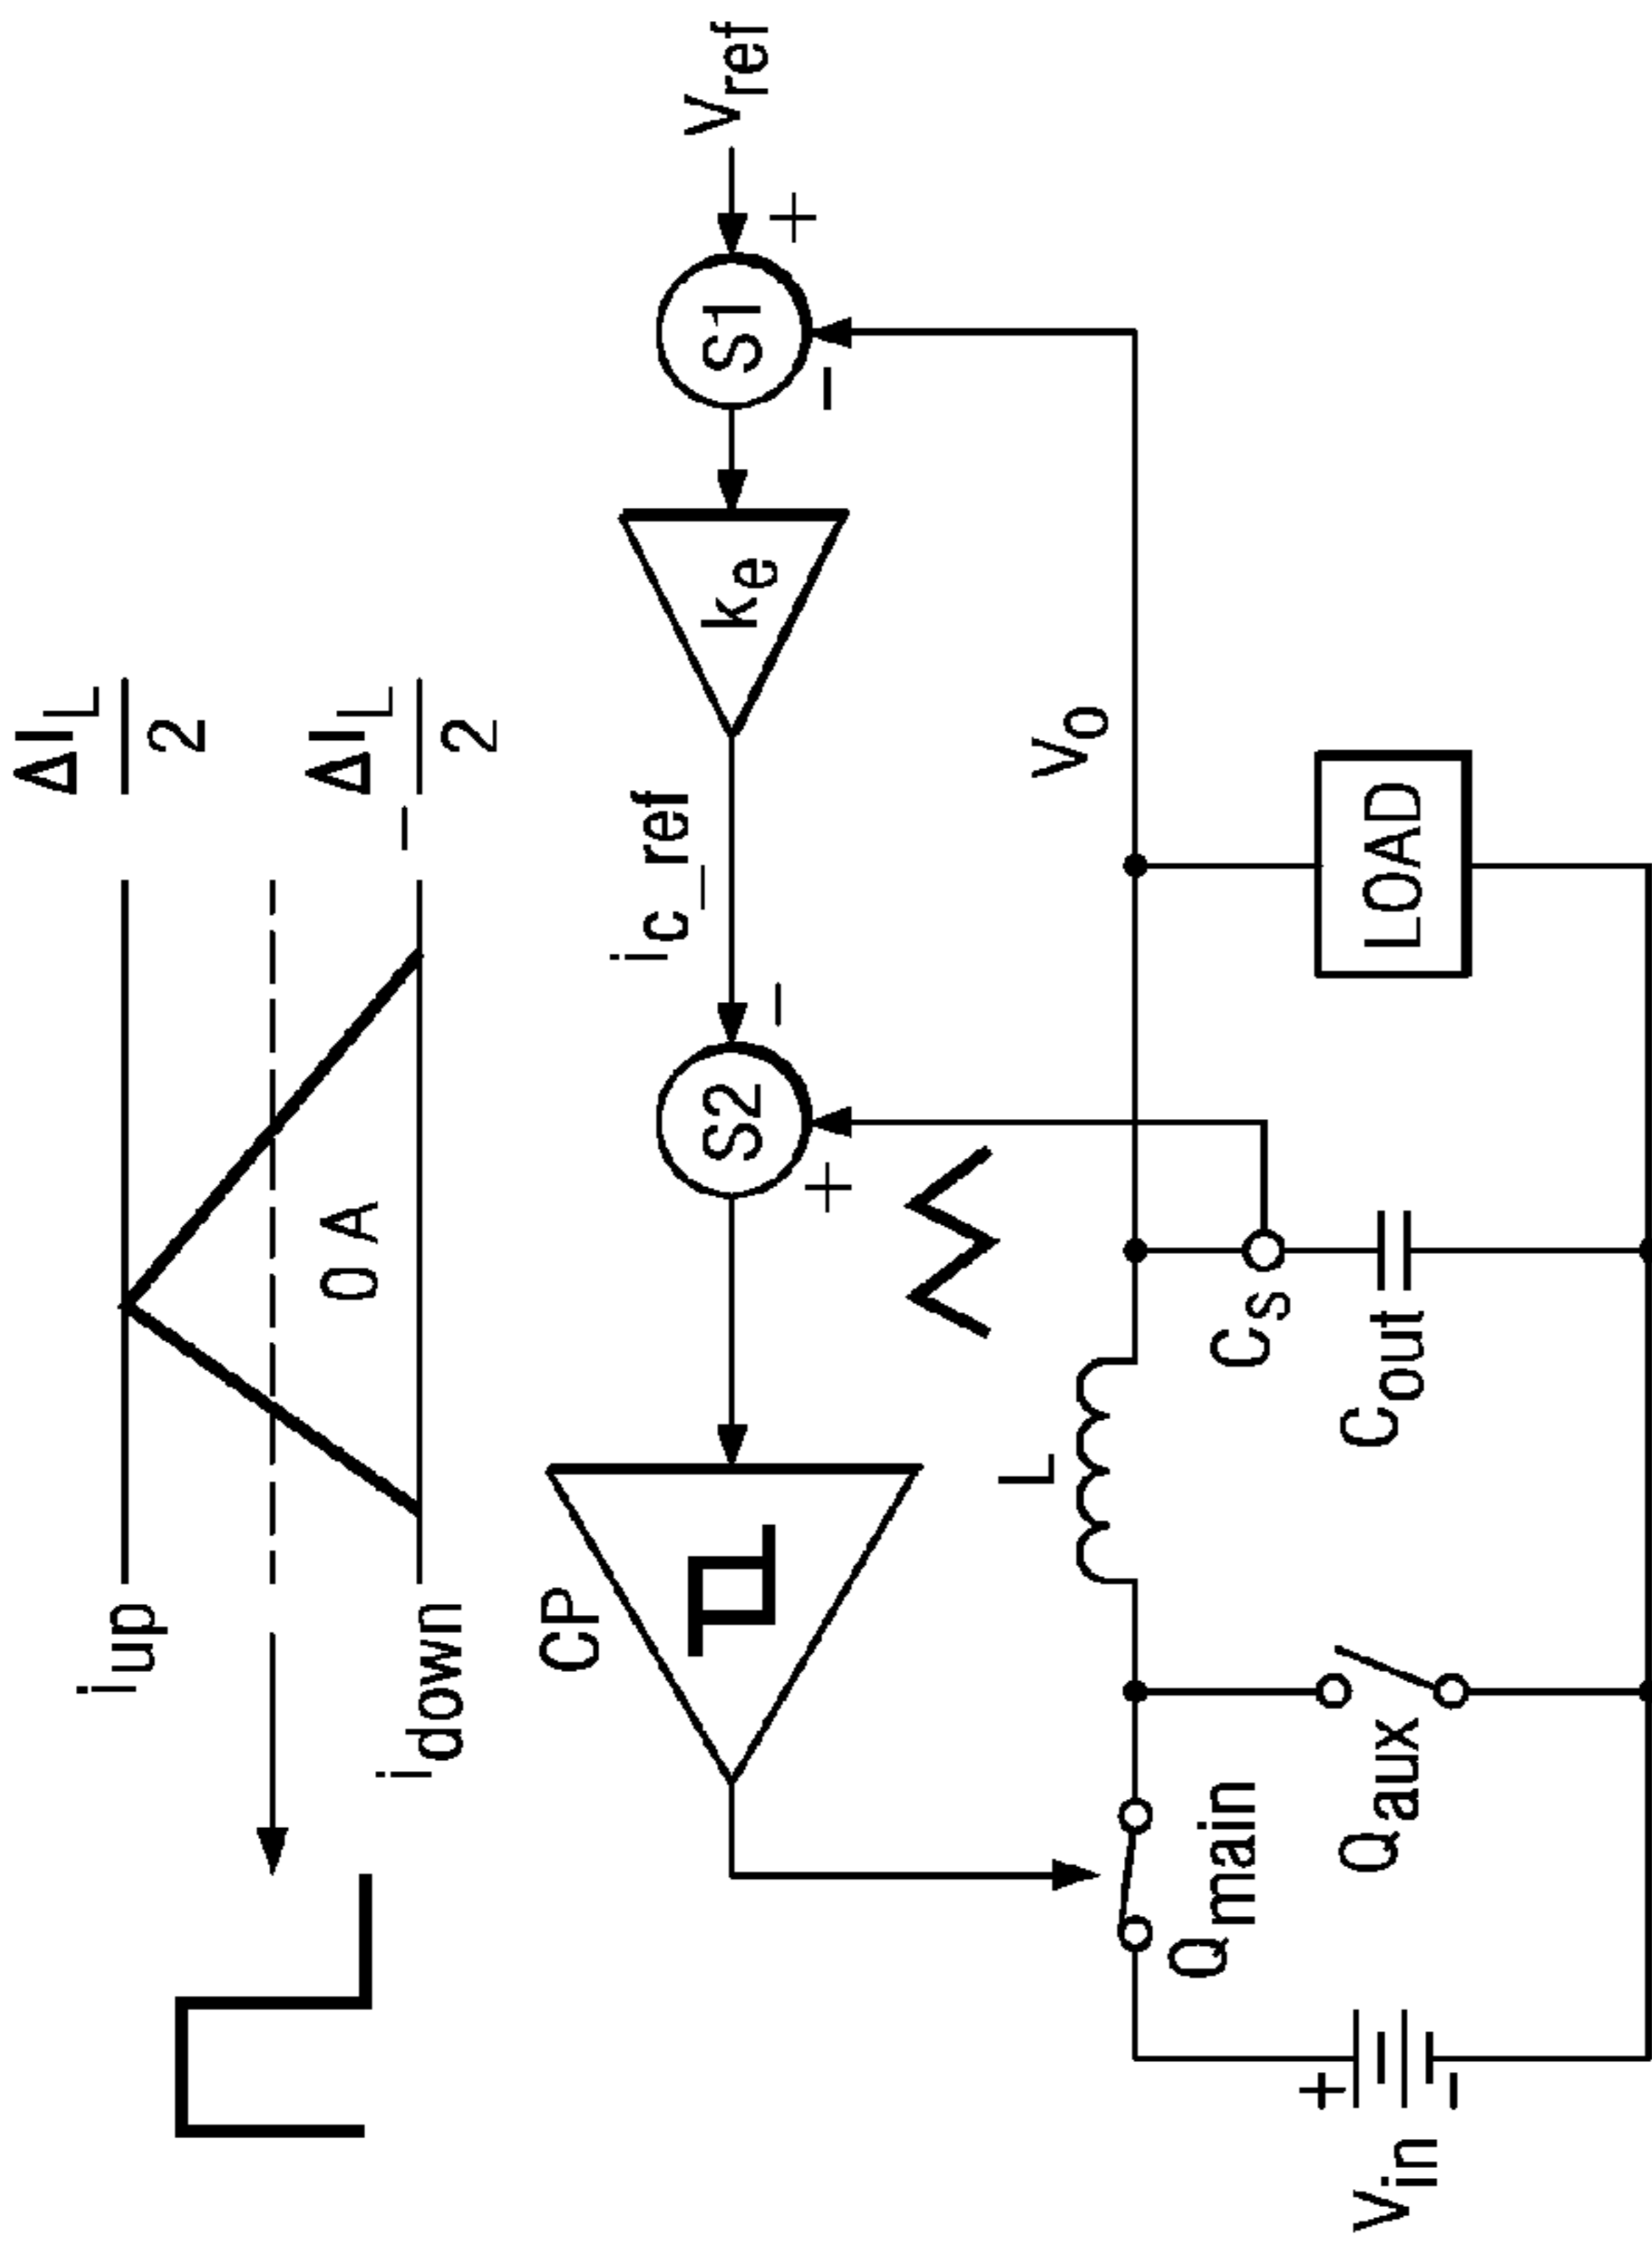 ΔI_L
2
i_up
0 A
- ΔI_L
2
i_down
CP
S2
+
-
i_c_ref
k_e
S1
-
+
V_ref
L
V_o
Q_main
C_s
LOAD
Q_aux
C_out
V_in
+
-